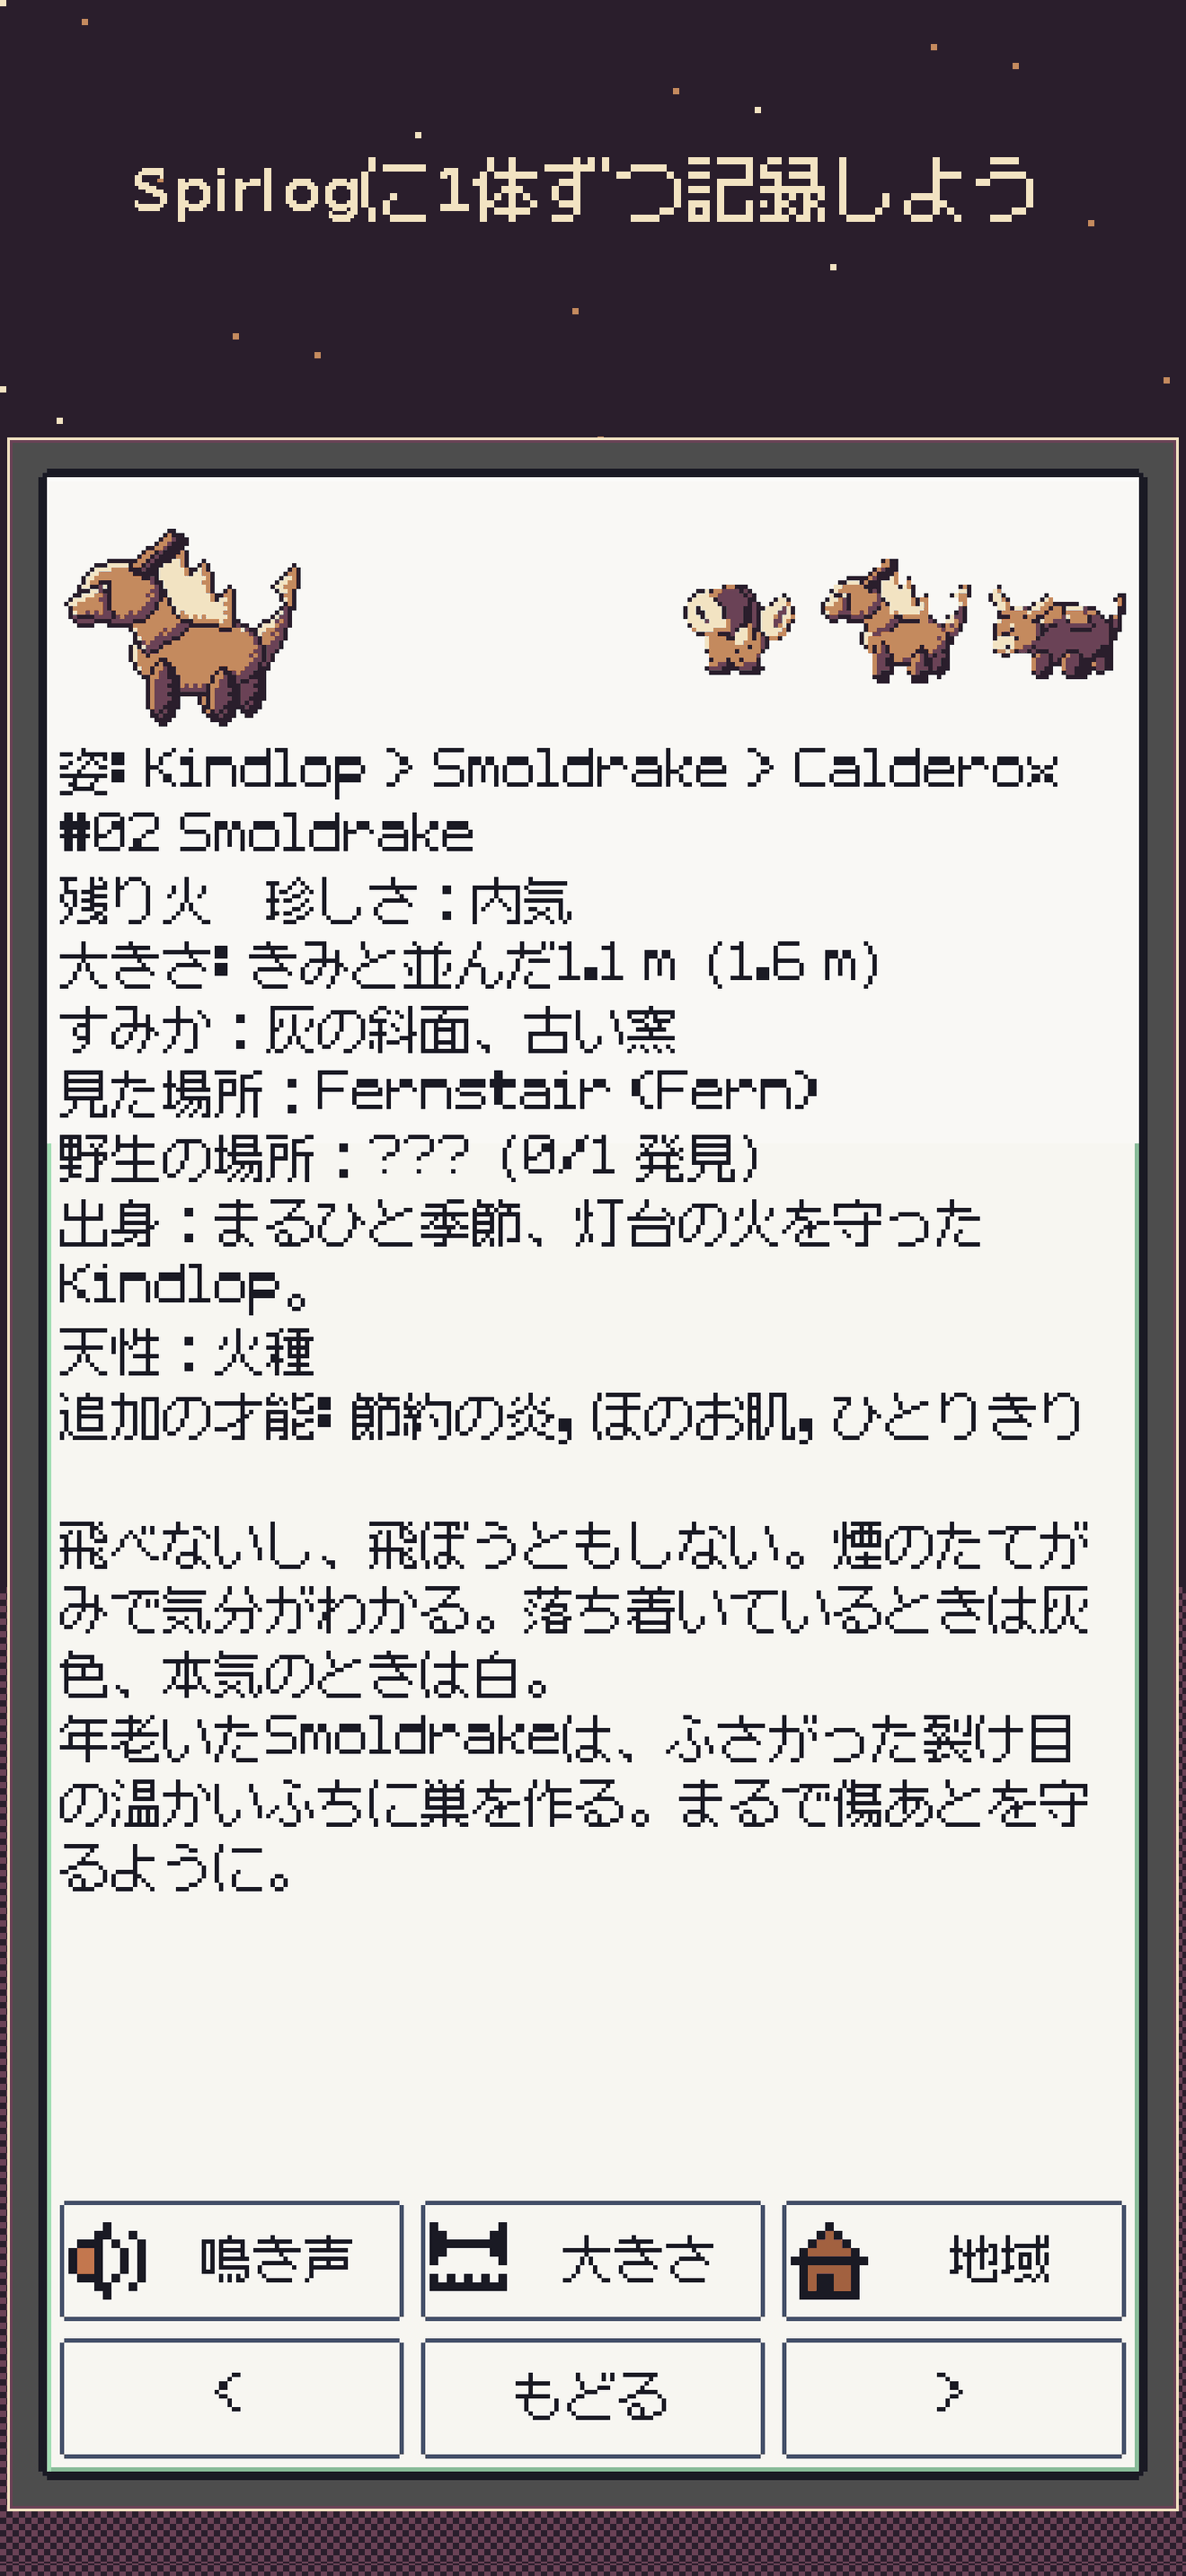 Spirlogに1体ずつ記録しよう
姿: Kindlop > Smoldrake > Calderox
#02 Smoldrake
残り火　珍しさ：内気
大きさ: きみと並んだ1.1 m (1.6 m)
すみか：灰の斜面、古い窯
見た場所：Fernstair (Fern)
野生の場所：??? (0/1 発見)
出身：まるひと季節、灯台の火を守った
Kindlop。
天性：火種
追加の才能: 節約の炎, ほのお肌, ひとりきり
飛べないし、飛ぼうともしない。煙のたてが
みで気分がわかる。落ち着いているときは灰
色、本気のときは白。
年老いたSmoldrakeは、ふさがった裂け目
の温かいふちに巣を作る。まるで傷あとを守
るように。
鳴き声 大きさ 地域
< もどる >